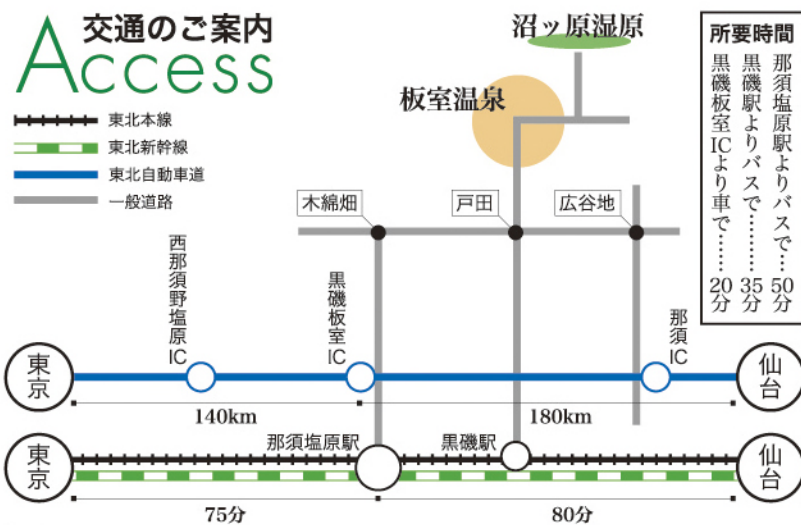 交通のご案内
Access
東北本線
東北新幹線
東北自動車道
一般道路
沼ッ原湿原
板室温泉
所要時間
那須塩原駅よりバスで…50分
黒磯駅よりバスで………35分
黒磯板室ICより車で……20分
木綿畑
戸田
広谷地
西那須野塩原IC
黒磯板室IC
那須IC
東京
仙台
140km
180km
那須塩原駅
黒磯駅
東京
仙台
75分
80分